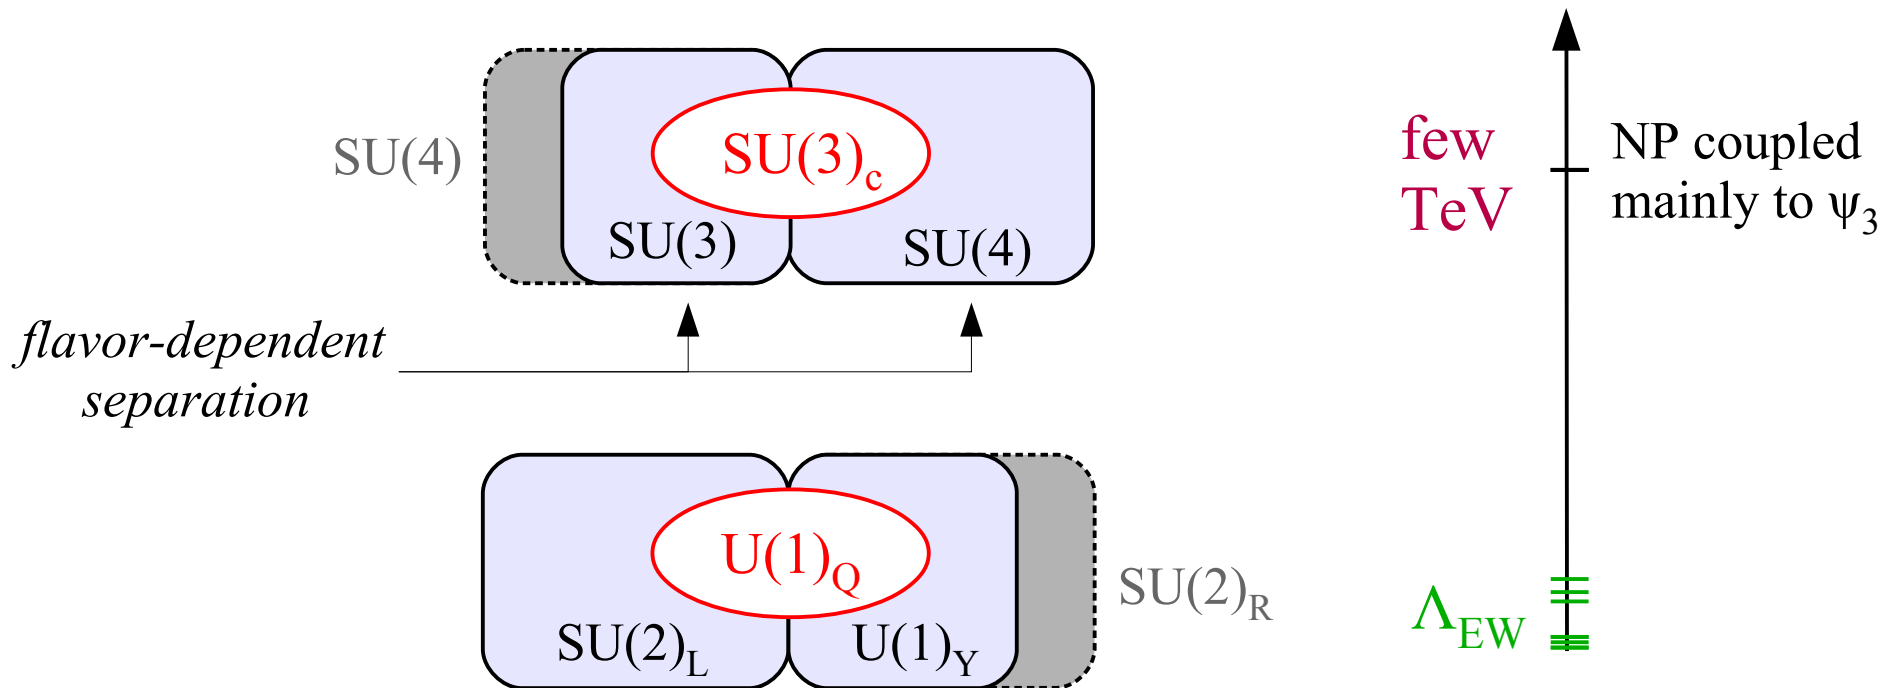 SU(4)
SU(3)c
SU(3)
SU(4)
few
TeV
NP coupled
mainly to ψ3
flavor-dependent
separation
U(1)Q
SU(2)L
U(1)Y
SU(2)R
ΛEW